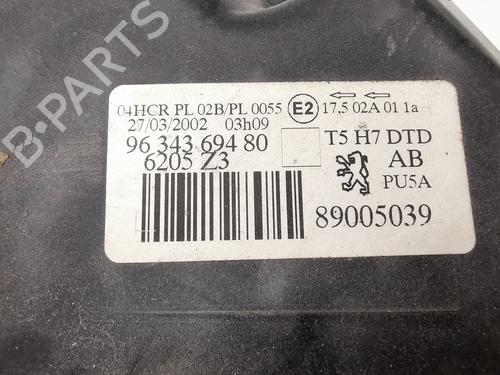 04HCR PL 02B/PL 0055 E2 17,5 02A 01 1a
27/03/2002 03h09
96 343 694 80
6205 Z3
T5 H7 DTD
AB
PU5A
89005039
B-PARTS